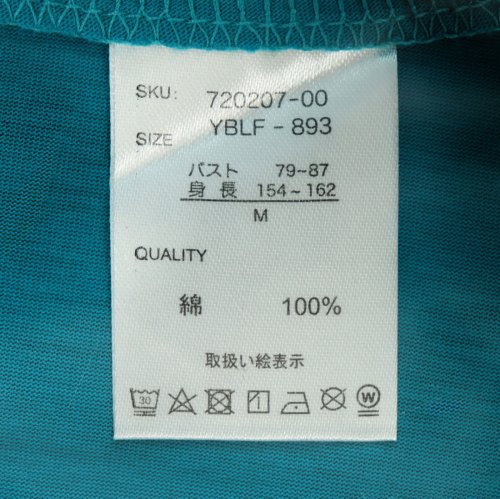 SKU: 720207-00
SIZE YBLF-893
バスト 79~87
身長 154~162
M
QUALITY
綿 100%
取扱い絵表示
30
W